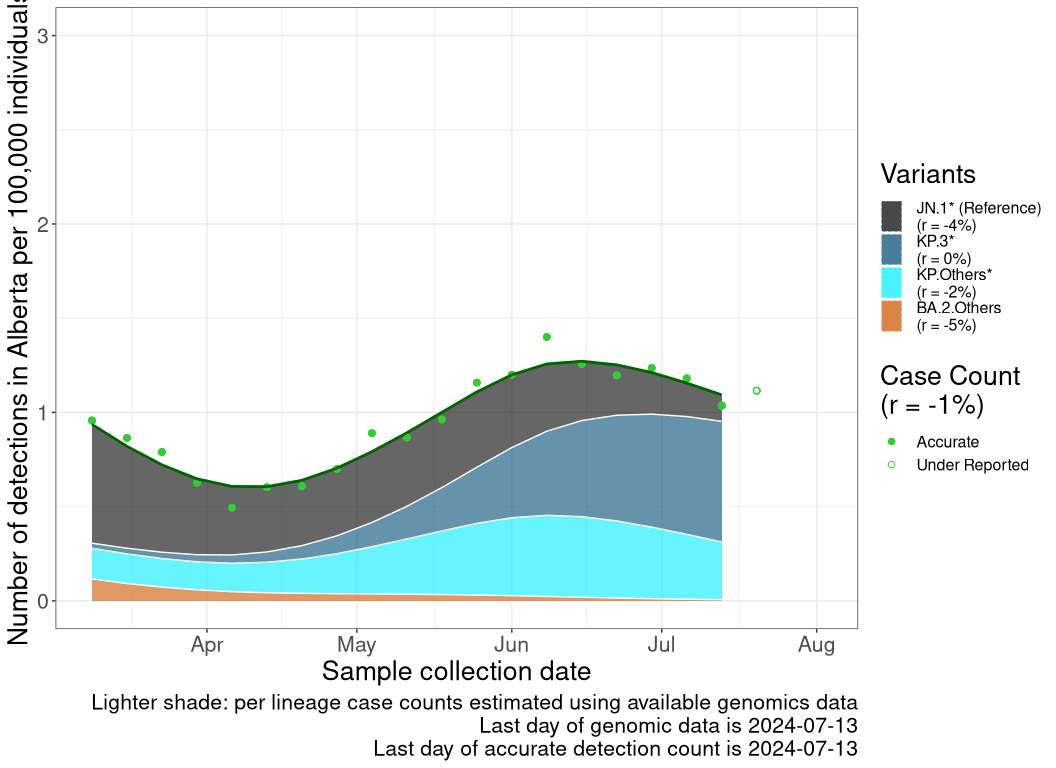 Number of detections in Alberta per 100,000 individuals
3
2
1
0
Apr
May
Jun
Jul
Aug
Sample collection date
Lighter shade: per lineage case counts estimated using available genomics data
Last day of genomic data is 2024-07-13
Last day of accurate detection count is 2024-07-13
Variants
JN.1* (Reference)
(r = -4%)
KP.3*
(r = 0%)
KP.Others*
(r = -2%)
BA.2.Others
(r = -5%)
Case Count
(r = -1%)
Accurate
Under Reported